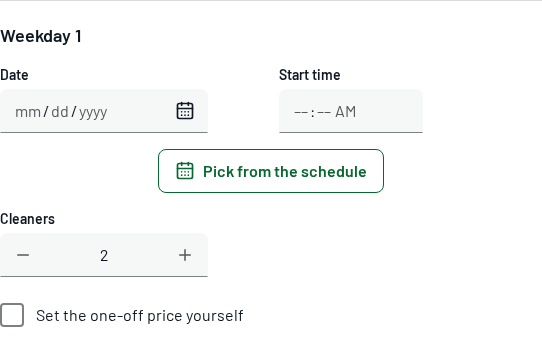 Weekday 1
Date Start time
mm/dd/yyyy --:-- AM
Pick from the schedule
Cleaners
2
Set the one-off price yourself